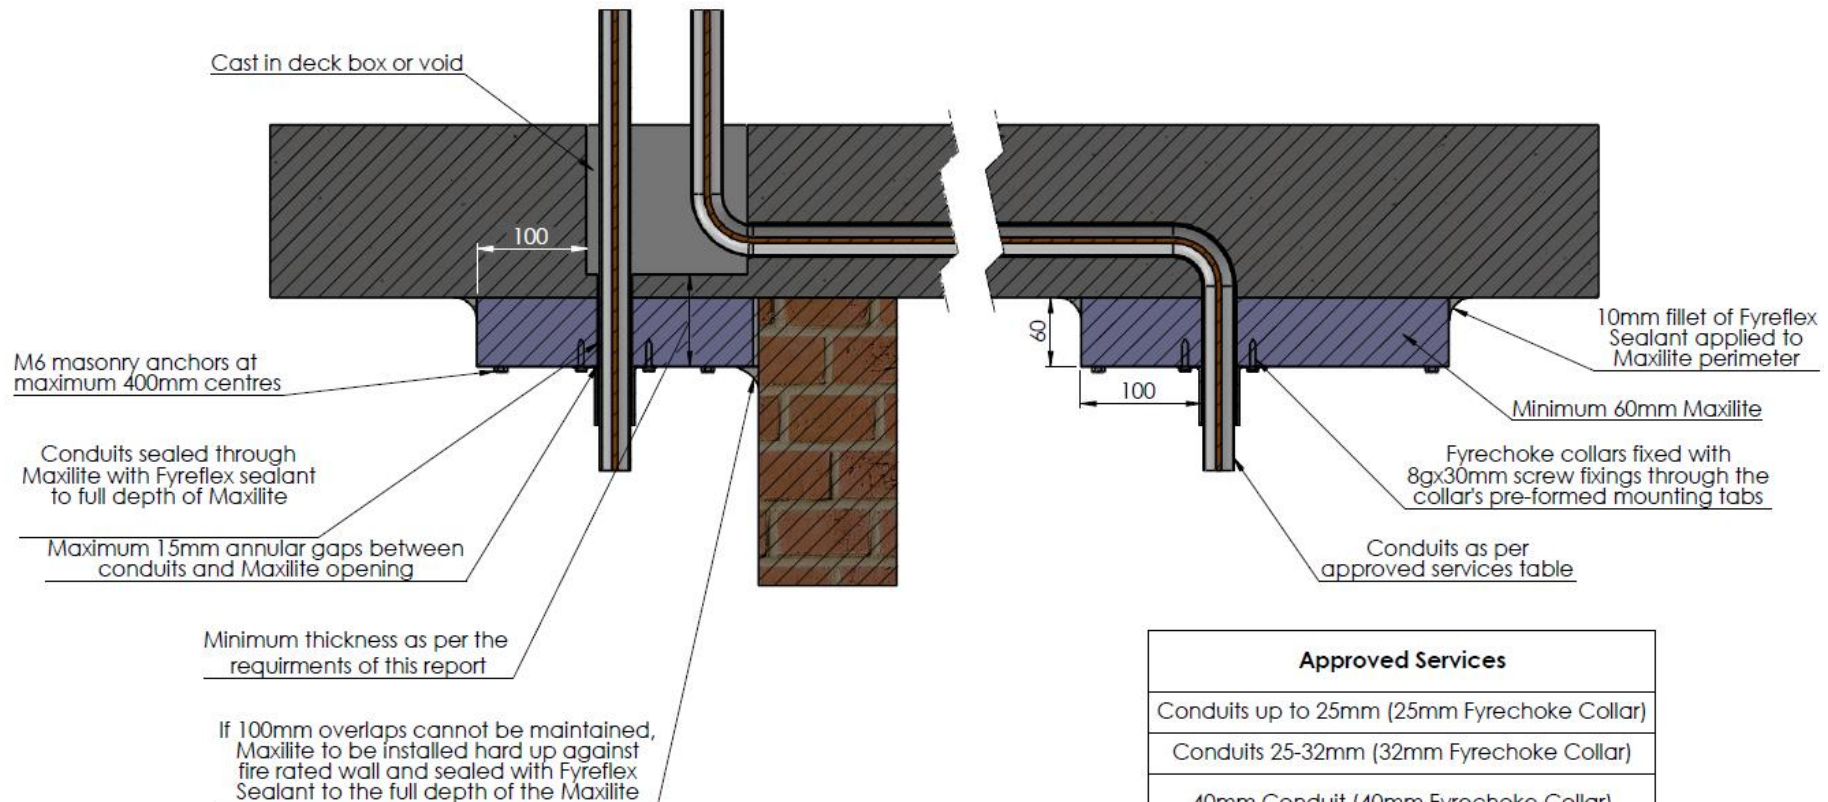 Cast in deck box or void
100
M6 masonry anchors at
maximum 400mm centres
Conduits sealed through
Maxilite with Fyreflex sealant
to full depth of Maxilite
Maximum 15mm annular gaps between
conduits and Maxilite opening
Minimum thickness as per the
requirments of this report
If 100mm overlaps cannot be maintained,
Maxilite to be installed hard up against
fire rated wall and sealed with Fyreflex
Sealant to the full depth of the Maxilite
60
100
10mm fillet of Fyreflex
Sealant applied to
Maxilite perimeter
Minimum 60mm Maxilite
Fyrechoke collars fixed with
8gx30mm screw fixings through the
collar's pre-formed mounting tabs
Conduits as per
approved services table
Approved Services
Conduits up to 25mm (25mm Fyrechoke Collar)
Conduits 25-32mm (32mm Fyrechoke Collar)
40mm Conduit (40mm Fyrechoke Collar)